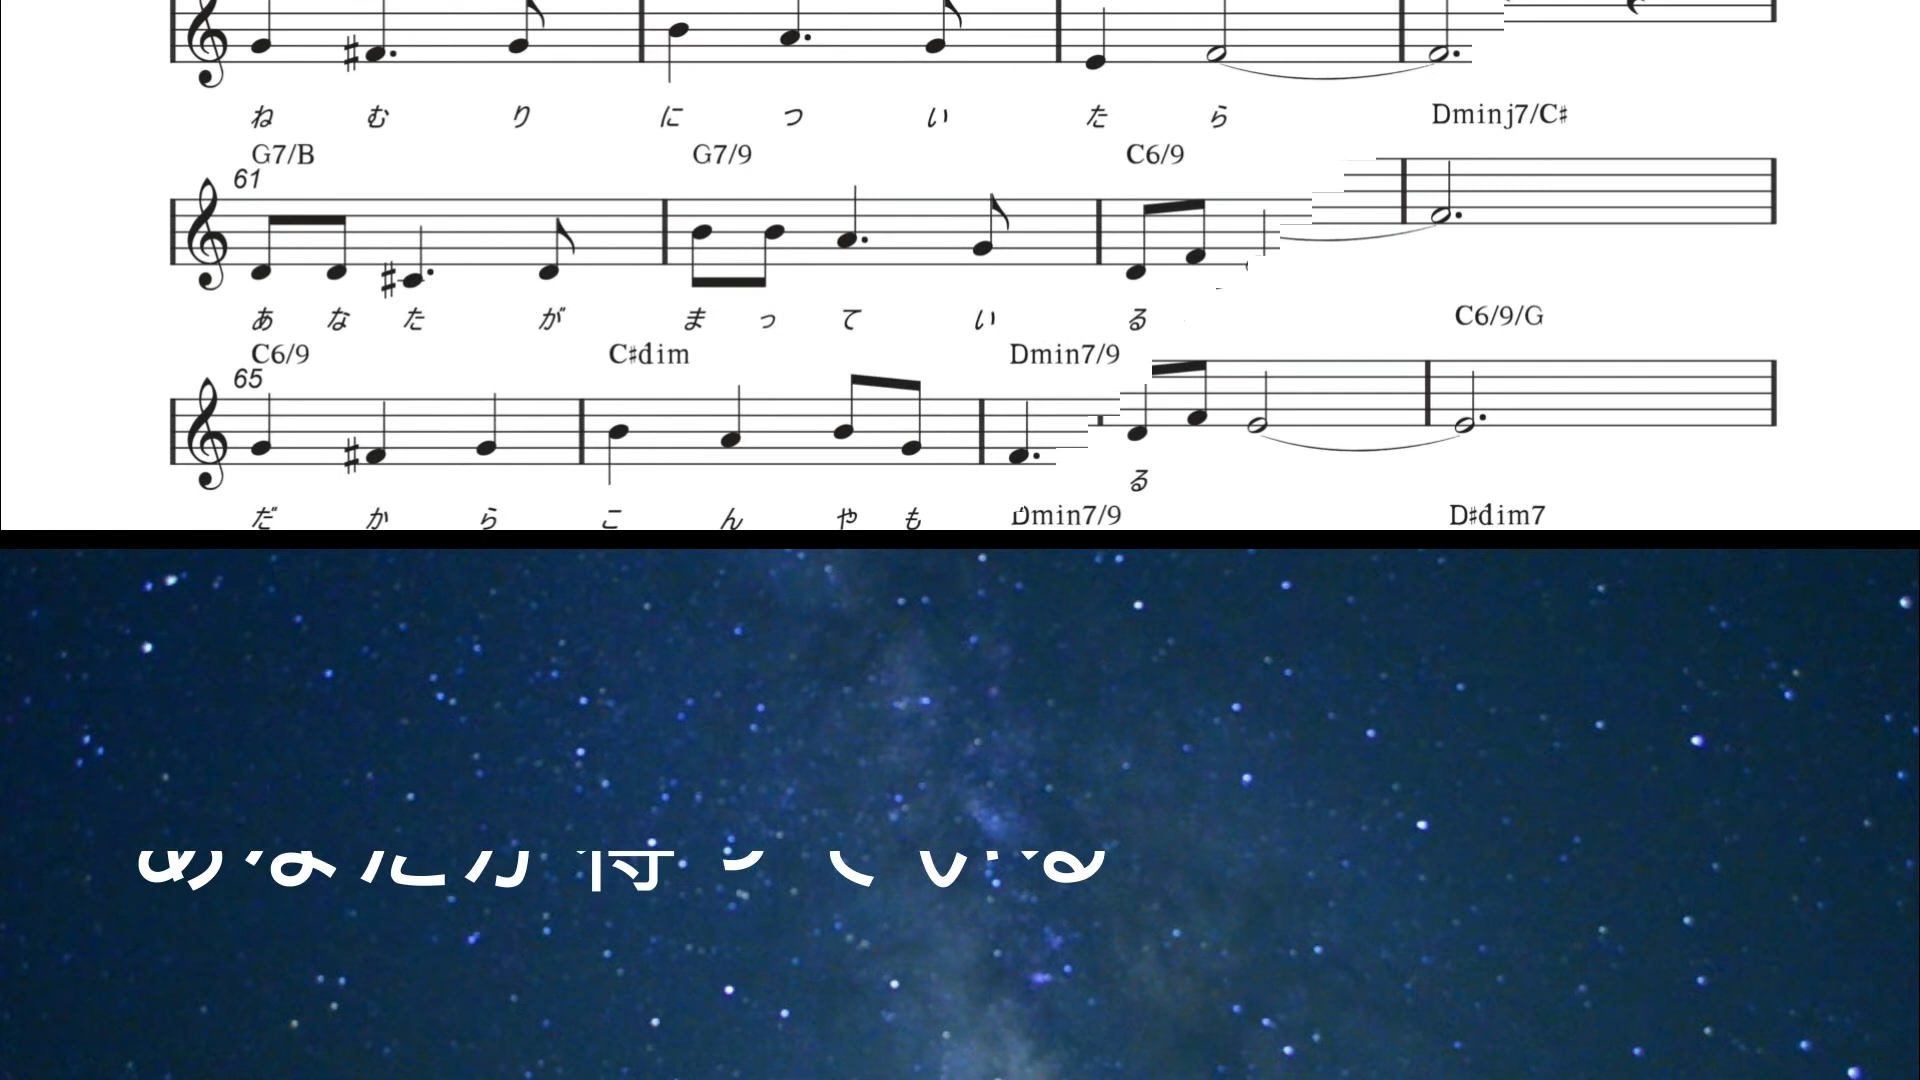 ね む り に つ い た ら Dminj7/C♯
G7/B G7/9 C6/9
61
あ な た が ま っ て い る C6/9/G
C6/9 C♯dim Dmin7/9
65
る
だ か ら こ ん や も Dmin7/9 D♯dim7
あなたが待っている